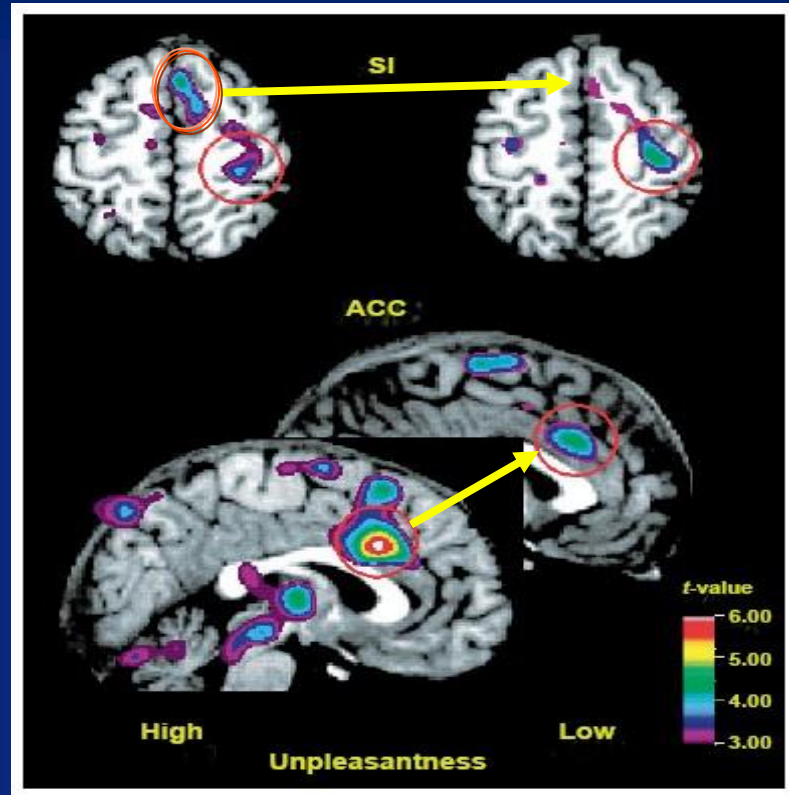 SI
ACC
t-value
6.00
5.00
4.00
3.00
High
Low
Unpleasantness